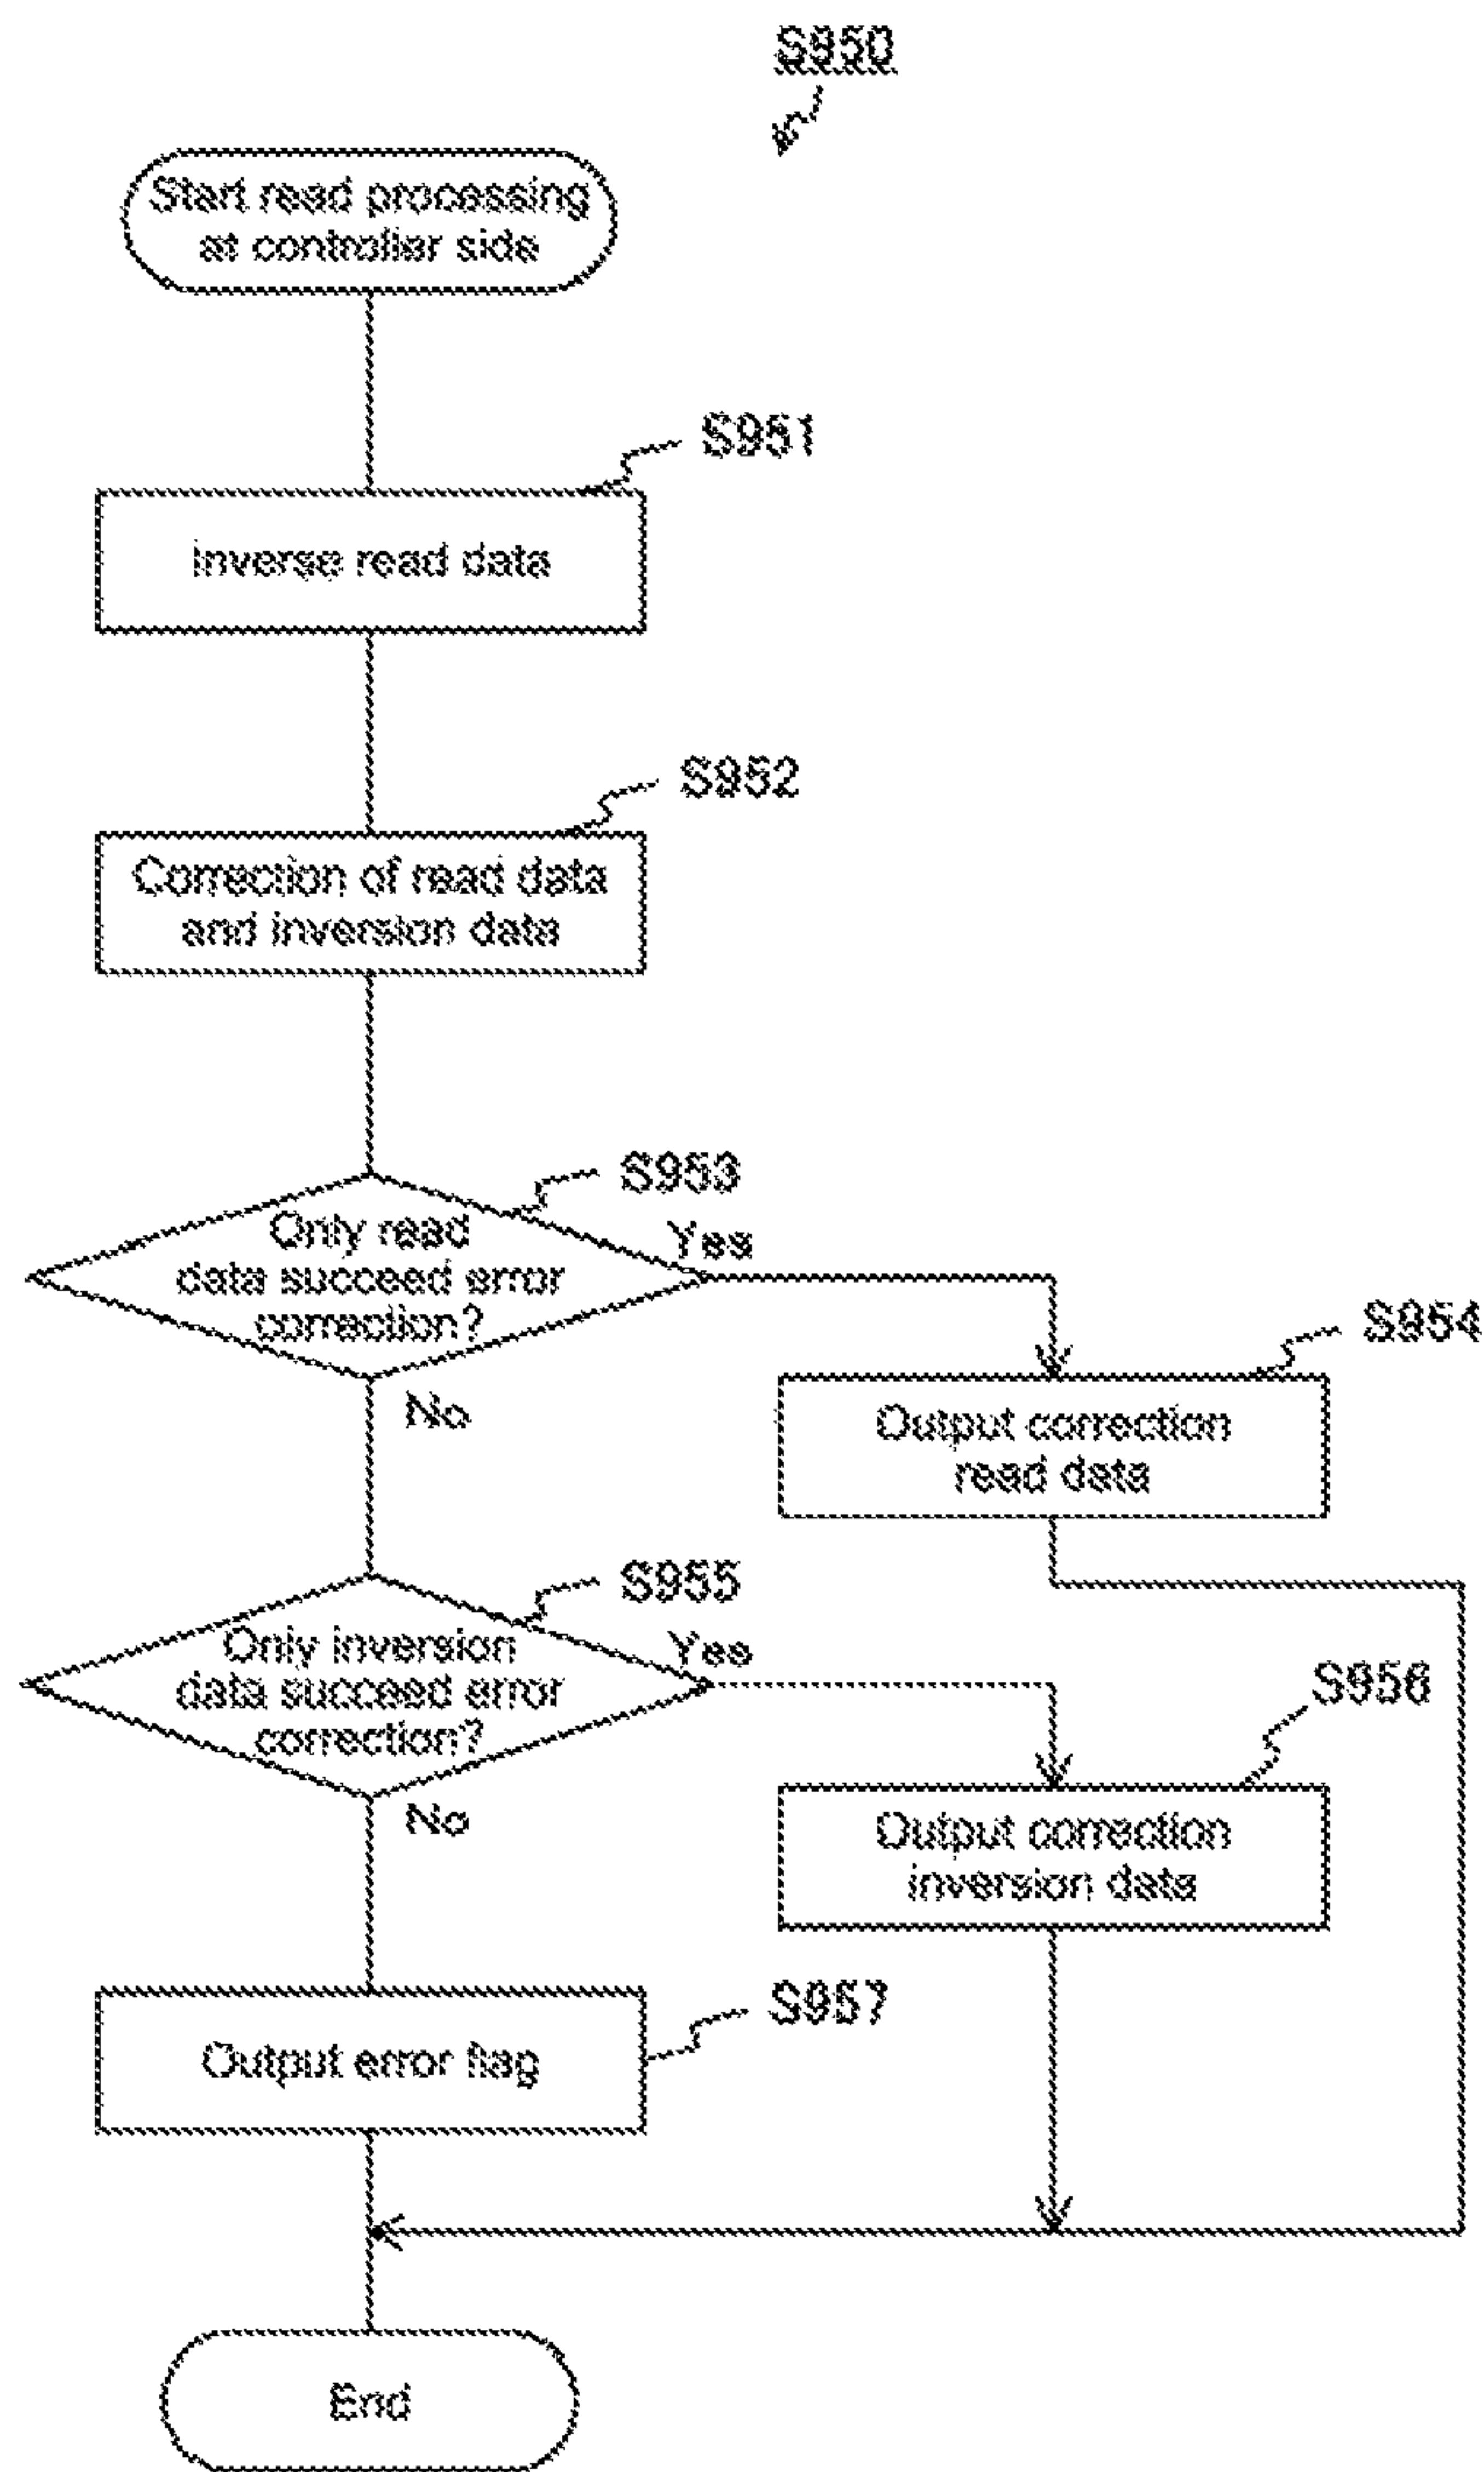 S950
Start read processing
at controller side
S951
Inverse read data
S952
Correction of read data
and inversion data
S953
Only read
data succeed error
correction?
Yes
No
S954
Output correction
read data
S955
Only inversion
data succeed error
correction?
Yes
No
S956
Output correction
inversion data
S957
Output error flag
End